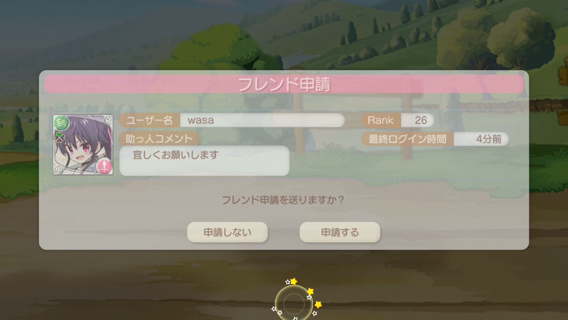 フレンド申請
ユーザー名 wasa Rank 26
助っ人コメント 最終ログイン時間 4分前
宜しくお願いします
フレンド申請を送りますか？
申請しない 申請する